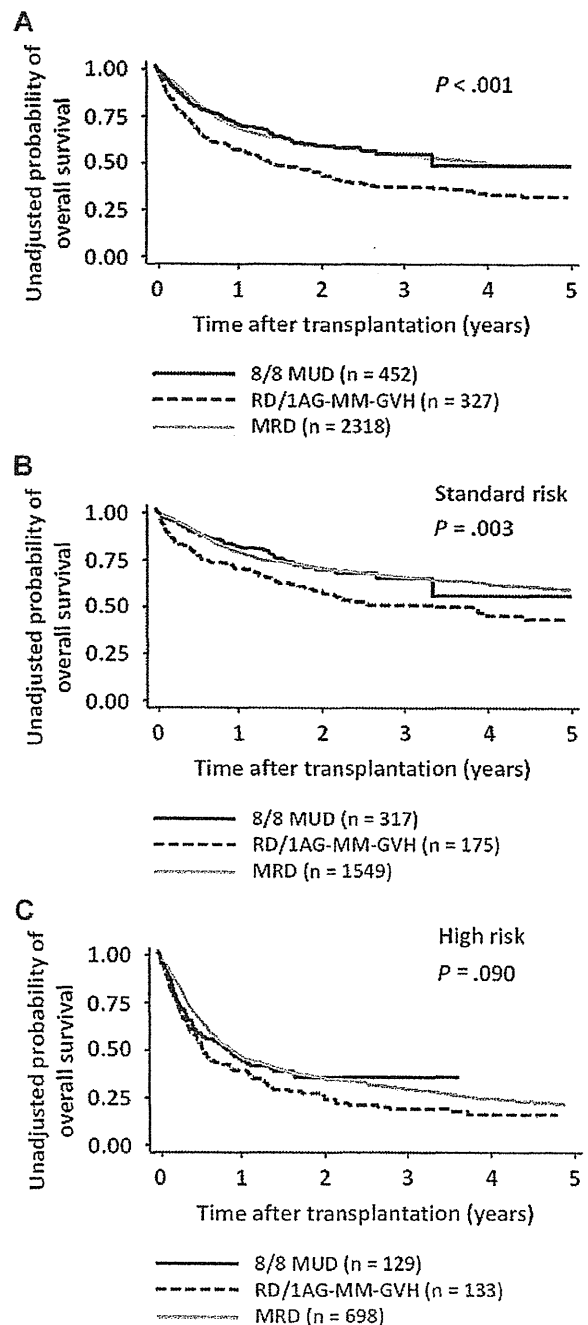 A
Unadjusted probability of
overall survival
1.00
0.75
0.50
0.25
0.00
P < .001
0 1 2 3 4 5
Time after transplantation (years)
8/8 MUD (n = 452)
RD/1AG-MM-GVH (n = 327)
MRD (n = 2318)
B
Unadjusted probability of
overall survival
1.00
0.75
0.50
0.25
0.00
Standard risk
P = .003
0 1 2 3 4 5
Time after transplantation (years)
8/8 MUD (n = 317)
RD/1AG-MM-GVH (n = 175)
MRD (n = 1549)
C
Unadjusted probability of
overall survival
1.00
0.75
0.50
0.25
0.00
High risk
P = .090
0 1 2 3 4 5
Time after transplantation (years)
8/8 MUD (n = 129)
RD/1AG-MM-GVH (n = 133)
MRD (n = 698)